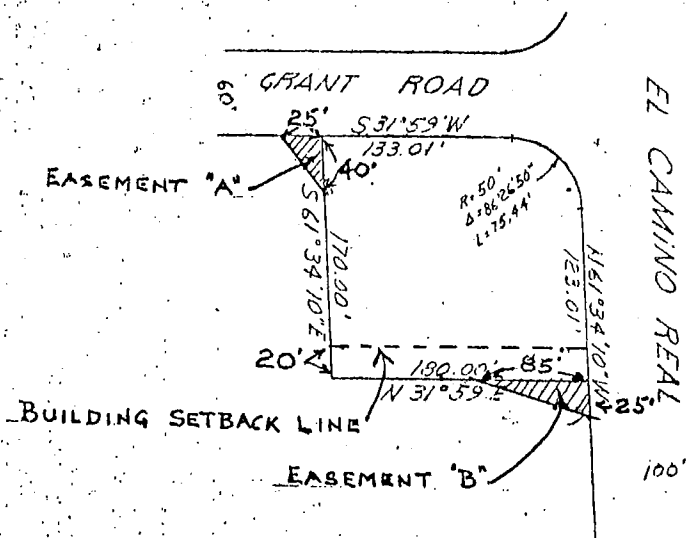 GRANT ROAD
60'
25'
S 31°59'W
133.01'
EASEMENT "A"
40'
R=50'
Δ=86°26'50"
L=75.44'
EL CAMINO REAL
S 61°34'10"E
170.00'
N 61°34'10"W
123.01'
20'
180.00'
85'
N 31°59'E
25'
BUILDING SETBACK LINE
EASEMENT "B"
100'